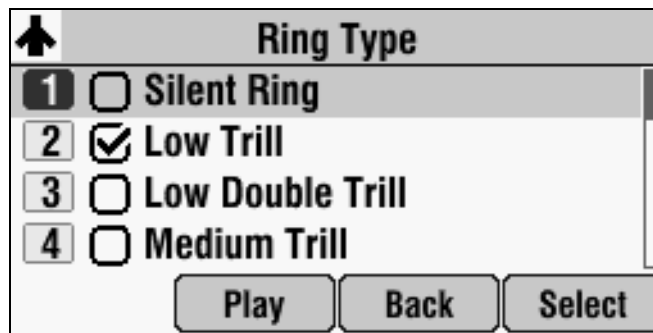 Ring Type
1 Silent Ring
2 Low Trill
3 Low Double Trill
4 Medium Trill
Play Back Select